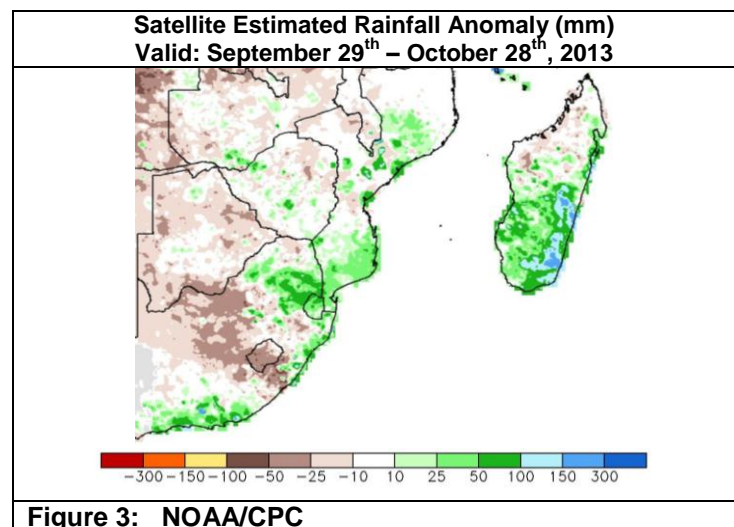 Satellite Estimated Rainfall Anomaly (mm)
Valid: September 29th – October 28th, 2013
-300 -150 -100 -50 -25 -10 10 25 50 100 150 300
Figure 3: NOAA/CPC